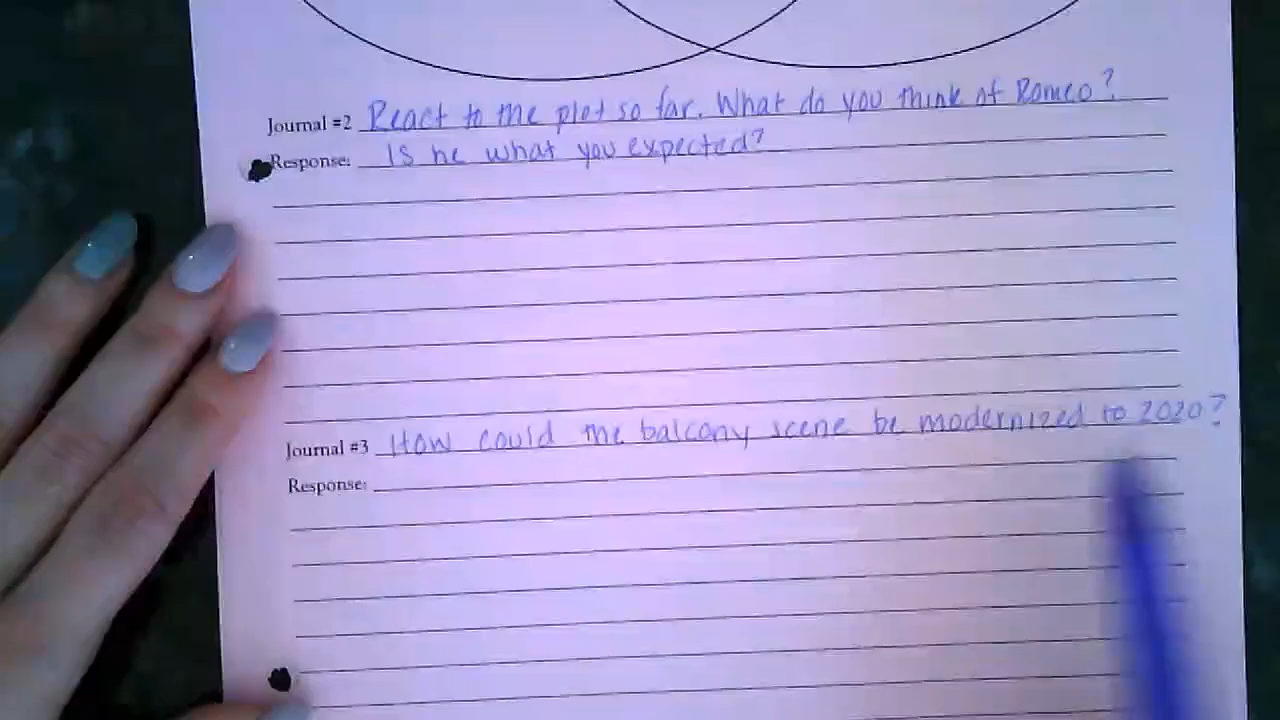 Journal #2 React to the plot so far. What do you think of Romeo?
Response: Is he what you expected?
Journal #3 How could the balcony scene be modernized to 2020?
Response: